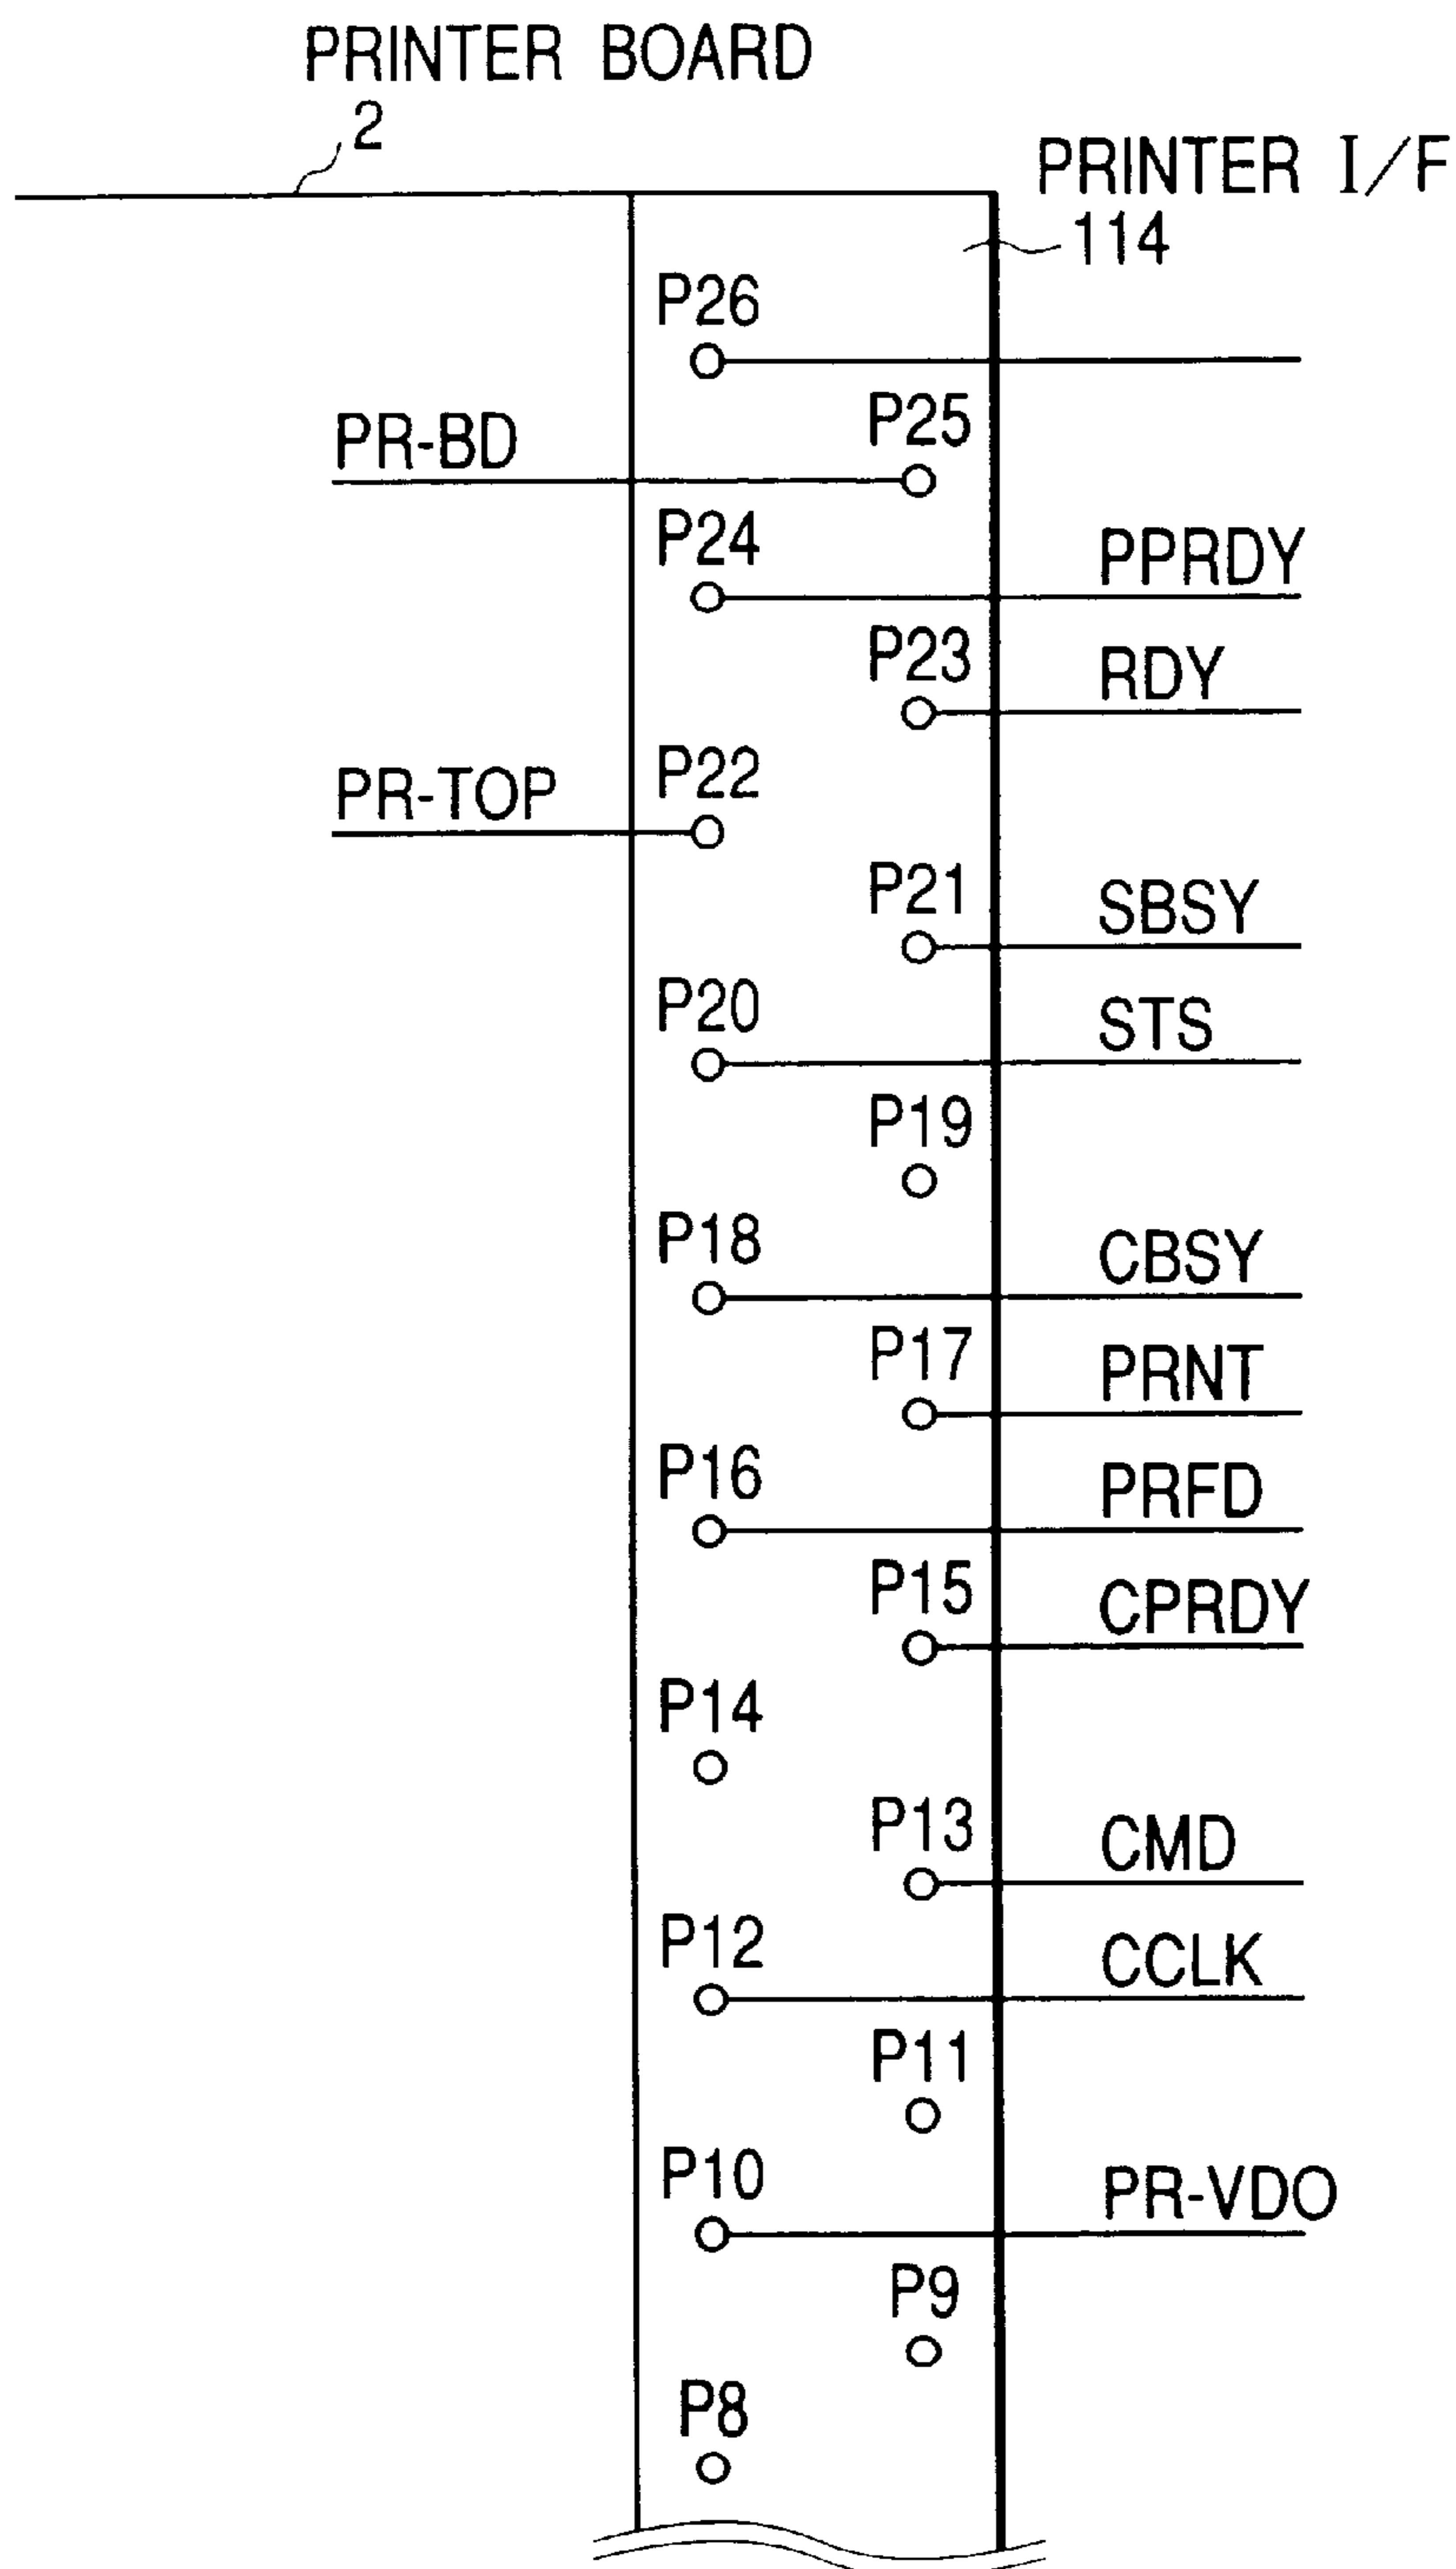 PRINTER BOARD
2
PRINTER I/F
114
P26
P25
PR-BD
P24
PPRDY
P23
RDY
P22
PR-TOP
P21
SBSY
P20
STS
P19
P18
CBSY
P17
PRNT
P16
PRFD
P15
CPRDY
P14
P13
CMD
P12
CCLK
P11
P10
PR-VDO
P9
P8